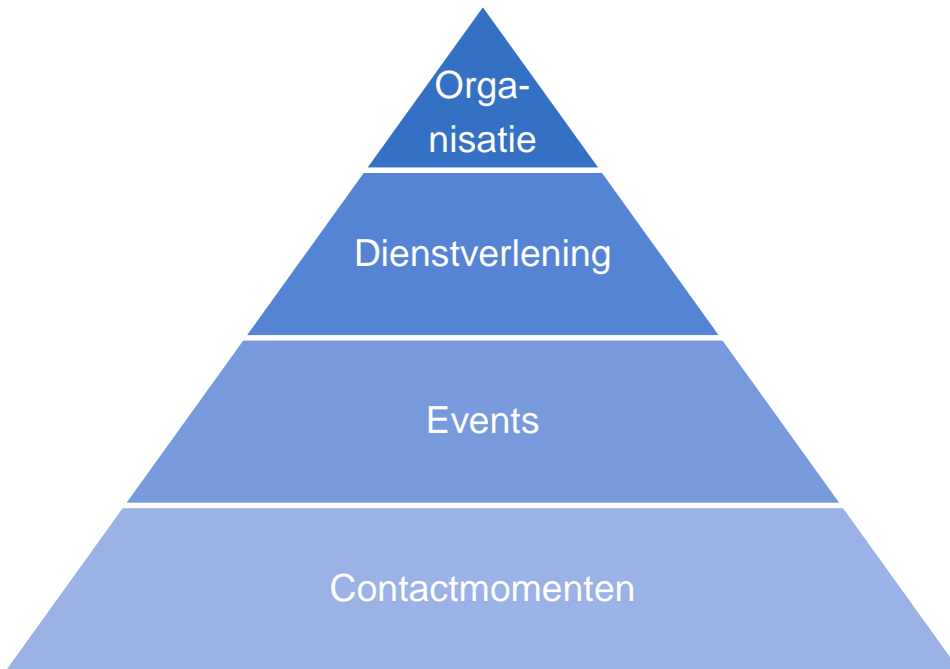 Orga-
nisatie
Dienstverlening
Events
Contactmomenten